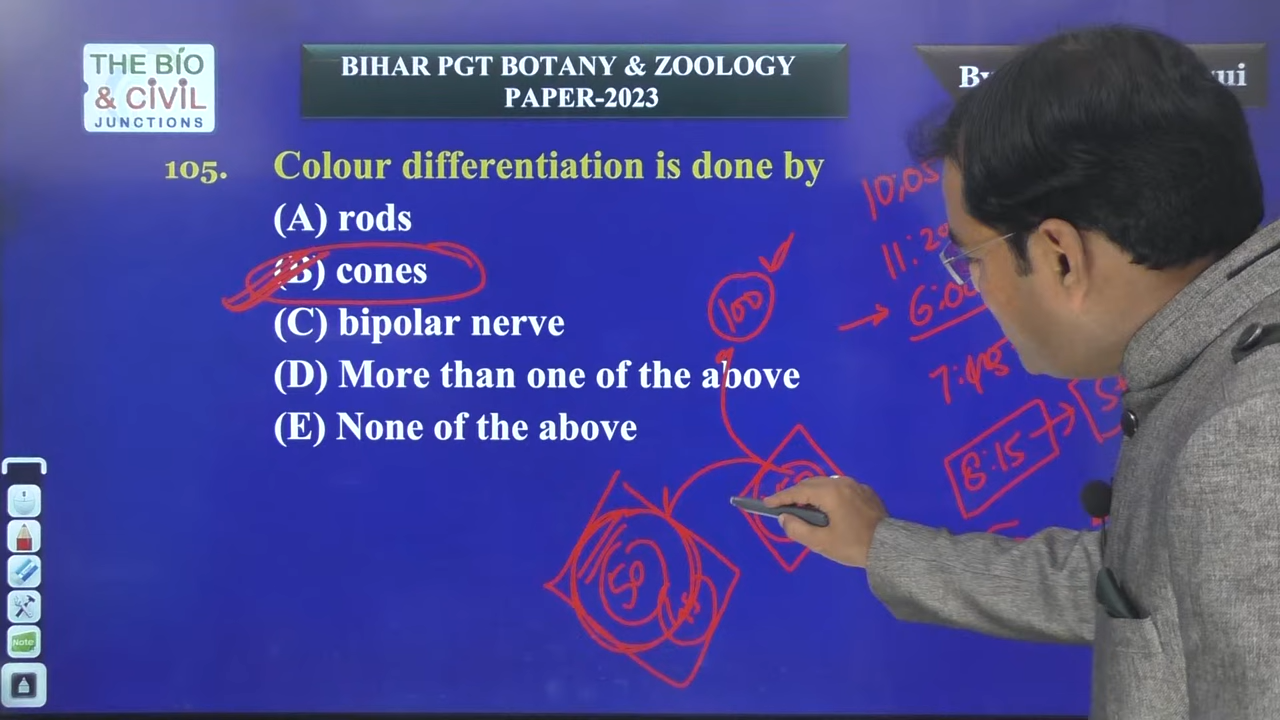 THE BIO
& CIVIL
JUNCTIONS
BIHAR PGT BOTANY & ZOOLOGY
PAPER-2023
By
105. Colour differentiation is done by
(A) rods
(B) cones
(C) bipolar nerve
(D) More than one of the above
(E) None of the above
100
50
10:05
6:00
7:45
8:15
Note